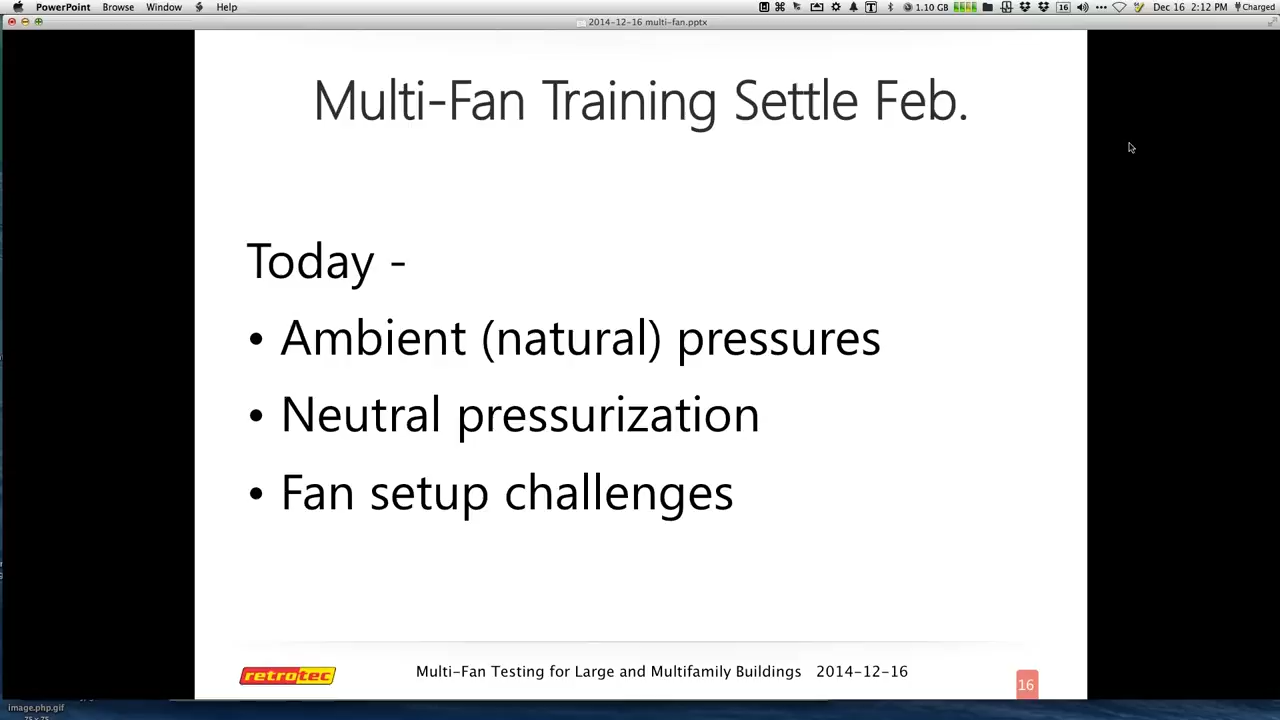 PowerPoint Browse Window Help
1.10 GB 16 Dec 16 2:12 PM Charged
2014-12-16 multi-fan.pptx
Multi-Fan Training Settle Feb.
Today -
• Ambient (natural) pressures
• Neutral pressurization
• Fan setup challenges
retrotec
Multi-Fan Testing for Large and Multifamily Buildings 2014-12-16
16
image.php.gif
75 x 75